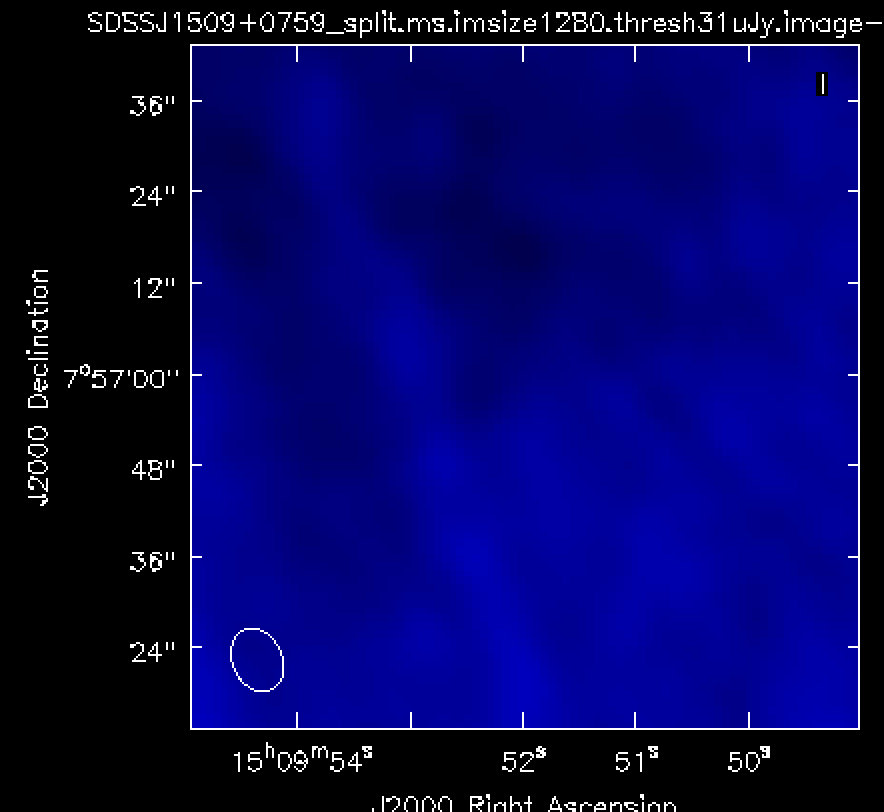 SDSSJ1509+0759_split.ms.imsize1280.thresh31uJy.image-
I
36"
24"
12"
7°57'00"
48"
36"
24"
J2000 Declination
15ʰ09ᵐ54ˢ 52ˢ 51ˢ 50ˢ
J2000 Right Ascension